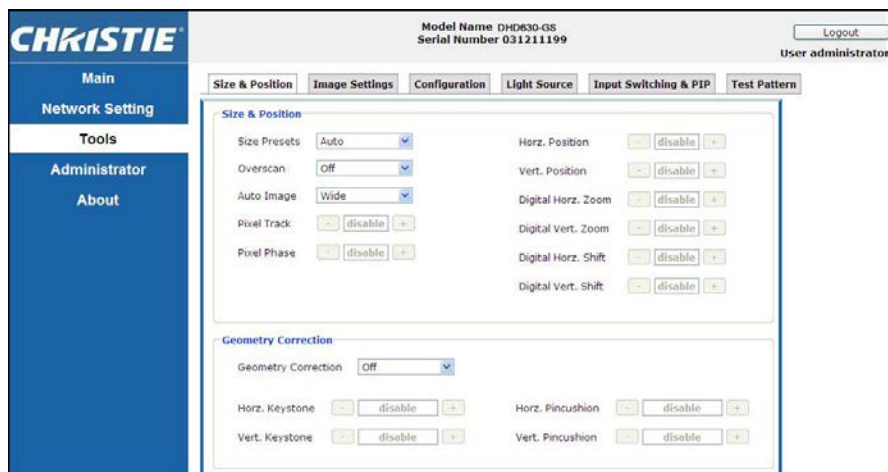 CHRISTIE
Model Name DHD630-GS
Serial Number 031211199
Logout
User administrator
Main
Network Setting
Tools
Administrator
About
Size & Position
Image Settings
Configuration
Light Source
Input Switching & PIP
Test Pattern
Size & Position
Size Presets Auto
Overscan Off
Auto Image Wide
Pixel Track - disable +
Pixel Phase - disable +
Horz. Position - disable +
Vert. Position - disable +
Digital Horz. Zoom - disable +
Digital Vert. Zoom - disable +
Digital Horz. Shift - disable +
Digital Vert. Shift - disable +
Geometry Correction
Geometry Correction Off
Horz. Keystone - disable +
Vert. Keystone - disable +
Horz. Pincushion - disable +
Vert. Pincushion - disable +